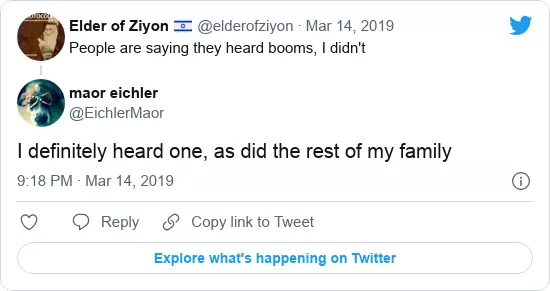 Elder of Ziyon 🇮🇱 @elderofziyon · Mar 14, 2019
People are saying they heard booms, I didn't
maor eichler
@EichlerMaor
I definitely heard one, as did the rest of my family
9:18 PM · Mar 14, 2019
Reply Copy link to Tweet
Explore what's happening on Twitter